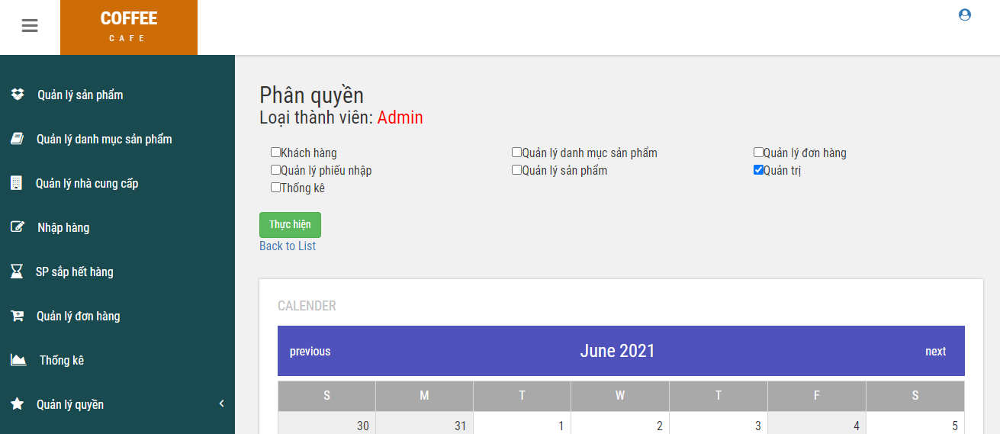 COFFEE
CAFE
Quản lý sản phẩm
Quản lý danh mục sản phẩm
Quản lý nhà cung cấp
Nhập hàng
SP sắp hết hàng
Quản lý đơn hàng
Thống kê
Quản lý quyền
Phân quyền
Loại thành viên: Admin
Khách hàng Quản lý danh mục sản phẩm Quản lý đơn hàng
Quản lý phiếu nhập Quản lý sản phẩm Quản trị
Thống kê
Thực hiện
Back to List
CALENDER
previous June 2021 next
S M T W T F S
30 31 1 2 3 4 5